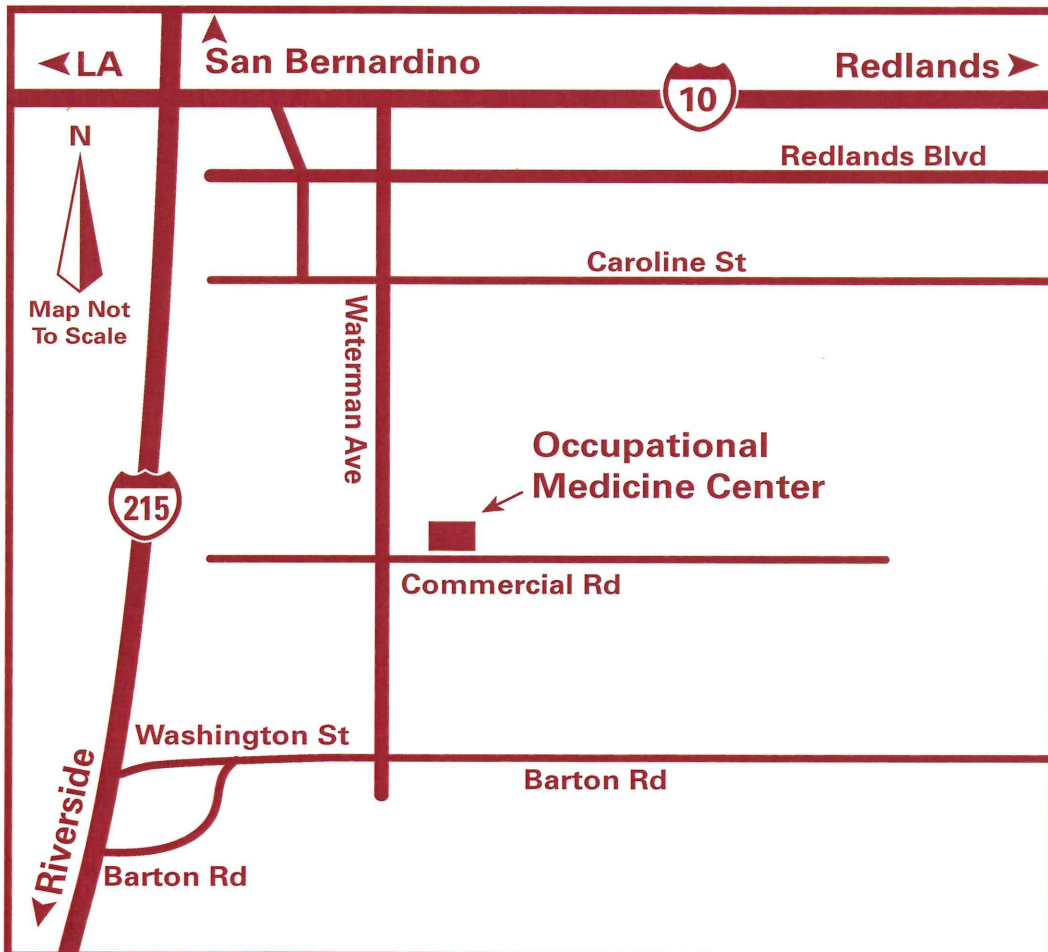 LA
San Bernardino
Redlands
10
N
Redlands Blvd
Caroline St
Map Not
To Scale
Waterman Ave
Occupational
Medicine Center
215
Commercial Rd
Washington St
Barton Rd
Riverside
Barton Rd